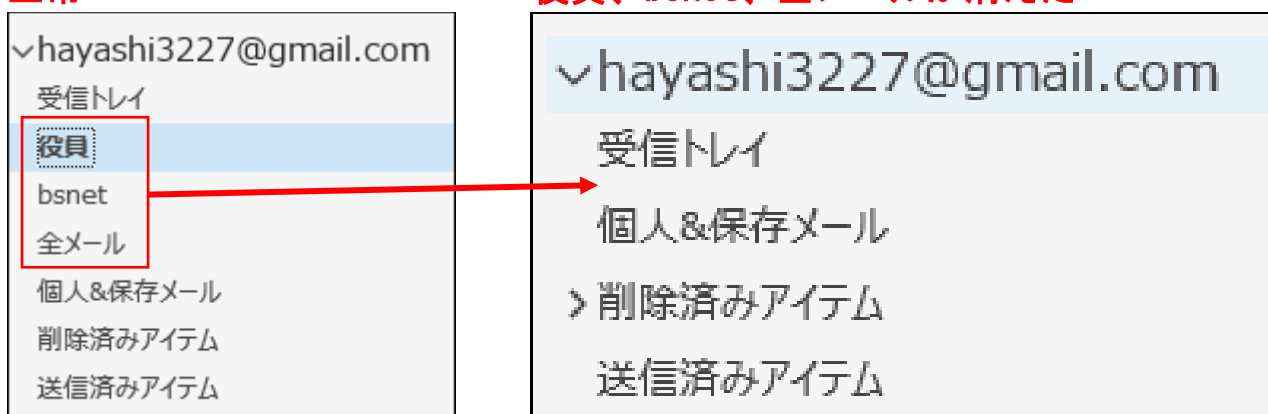 hayashi3227@gmail.com
受信トレイ
役員
bsnet
全メール
個人&保存メール
削除済みアイテム
送信済みアイテム
hayashi3227@gmail.com
受信トレイ
個人&保存メール
削除済みアイテム
送信済みアイテム